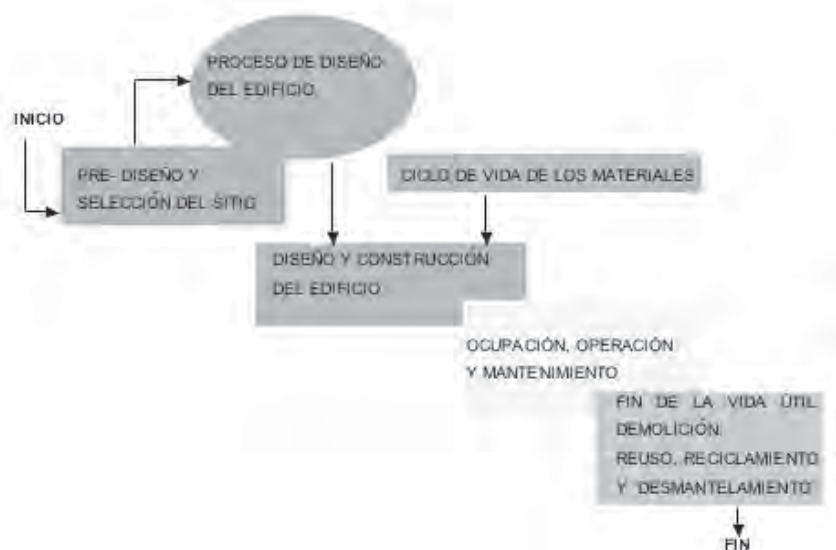 PROCESO DE DISEÑO
DEL EDIFICIO
INICIO
PRE- DISEÑO Y
SELECCIÓN DEL SITIO
CICLO DE VIDA DE LOS MATERIALES
DISEÑO Y CONSTRUCCIÓN
DEL EDIFICIO
OCUPACIÓN, OPERACIÓN
Y MANTENIMIENTO
FIN DE LA VIDA ÚTIL
DEMOLICIÓN
REUSO, RECICLAMIENTO
Y DESMANTELAMIENTO
FIN